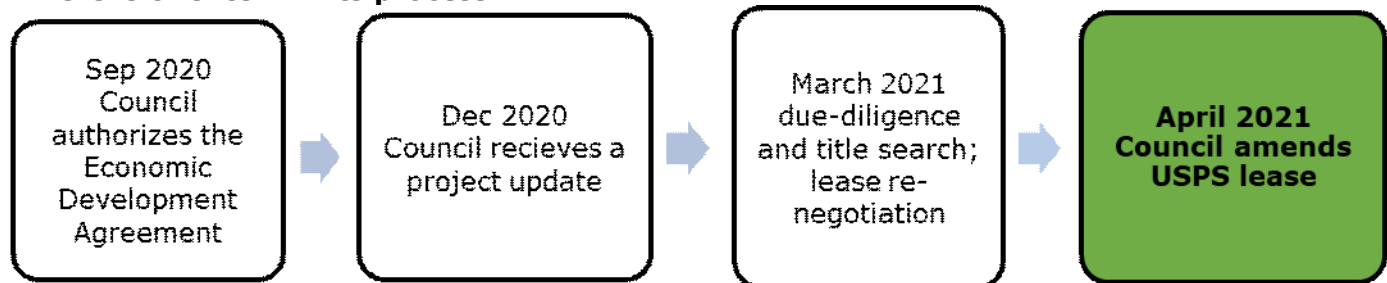 Sep 2020
Council
authorizes the
Economic
Development
Agreement
Dec 2020
Council recieves a
project update
March 2021
due-diligence
and title search;
lease re-
negotiation
April 2021
Council amends
USPS lease